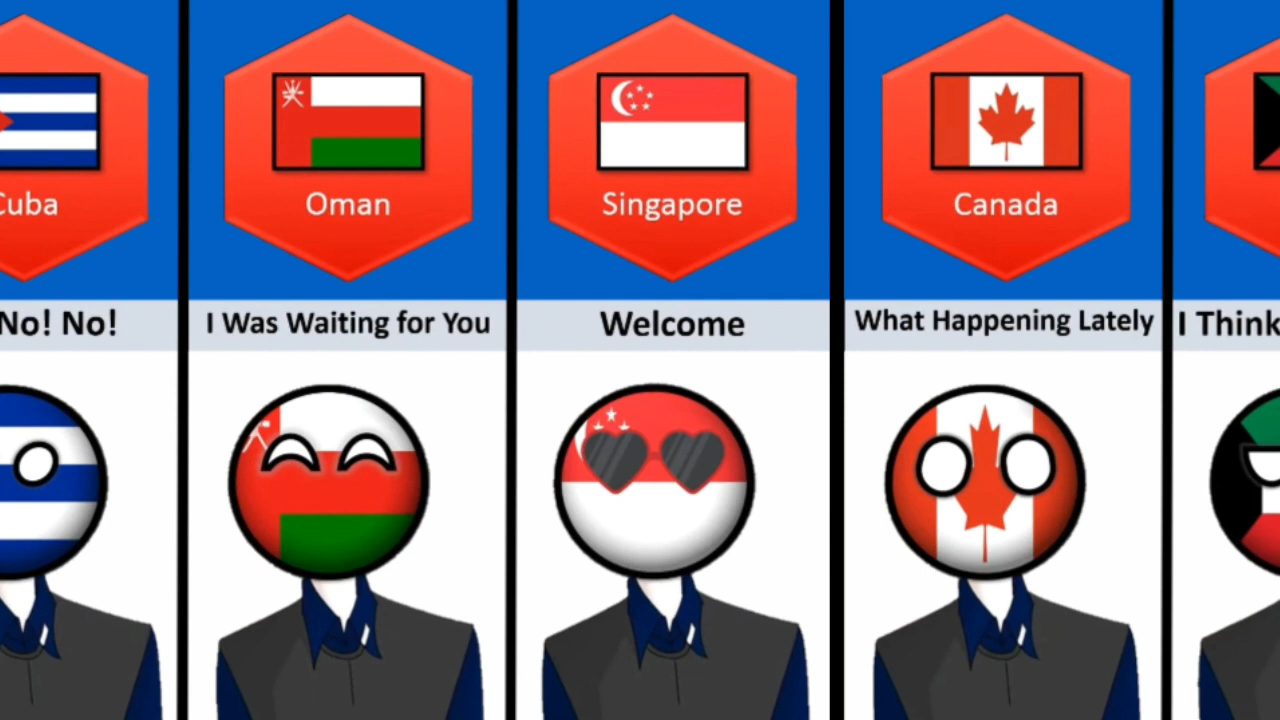 Cuba
Oman
Singapore
Canada
No! No!
I Was Waiting for You
Welcome
What Happening Lately
I Think